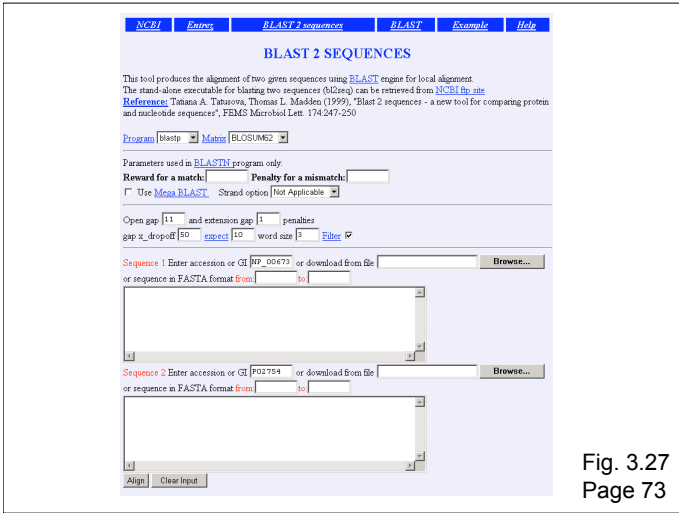 NCBI Entrez BLAST 2 sequences BLAST Example Help
BLAST 2 SEQUENCES
This tool produces the alignment of two given sequences using BLAST engine for local alignment.
The stand-alone executable for blasting two sequences (bl2seq) can be retrieved from NCBI ftp site
Reference: Tatiana A. Tatusova, Thomas L. Madden (1999), "Blast 2 sequences - a new tool for comparing protein
and nucleotide sequences", FEMS Microbiol Lett. 174:247-250
Program blastp Matrix BLOSUM62
Parameters used in BLASTN program only:
Reward for a match: Penalty for a mismatch:
Use Mega BLAST Strand option Not Applicable
Open gap 11 and extension gap 1 penalties
gap x_dropoff 50 expect 10 word size 3 Filter
Sequence 1 Enter accession or GI NP_00673 or download from file Browse...
or sequence in FASTA format from: to:
Sequence 2 Enter accession or GI P02754 or download from file Browse...
or sequence in FASTA format from: to:
Align Clear Input
Fig. 3.27
Page 73